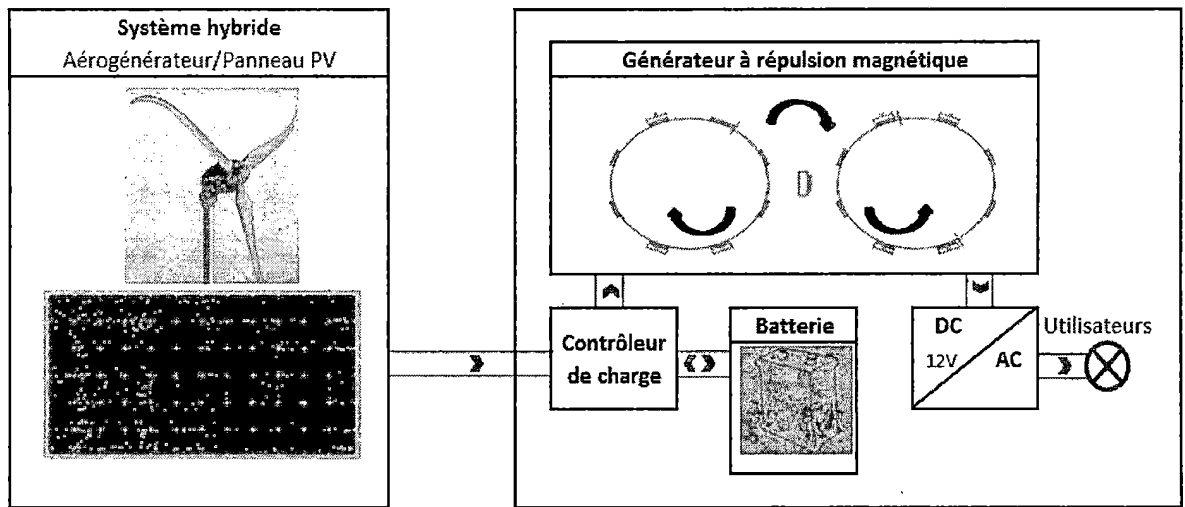 Système hybride
Aérogénérateur/Panneau PV
Générateur à répulsion magnétique
Contrôleur
de charge
Batterie
DC
12V
AC
Utilisateurs